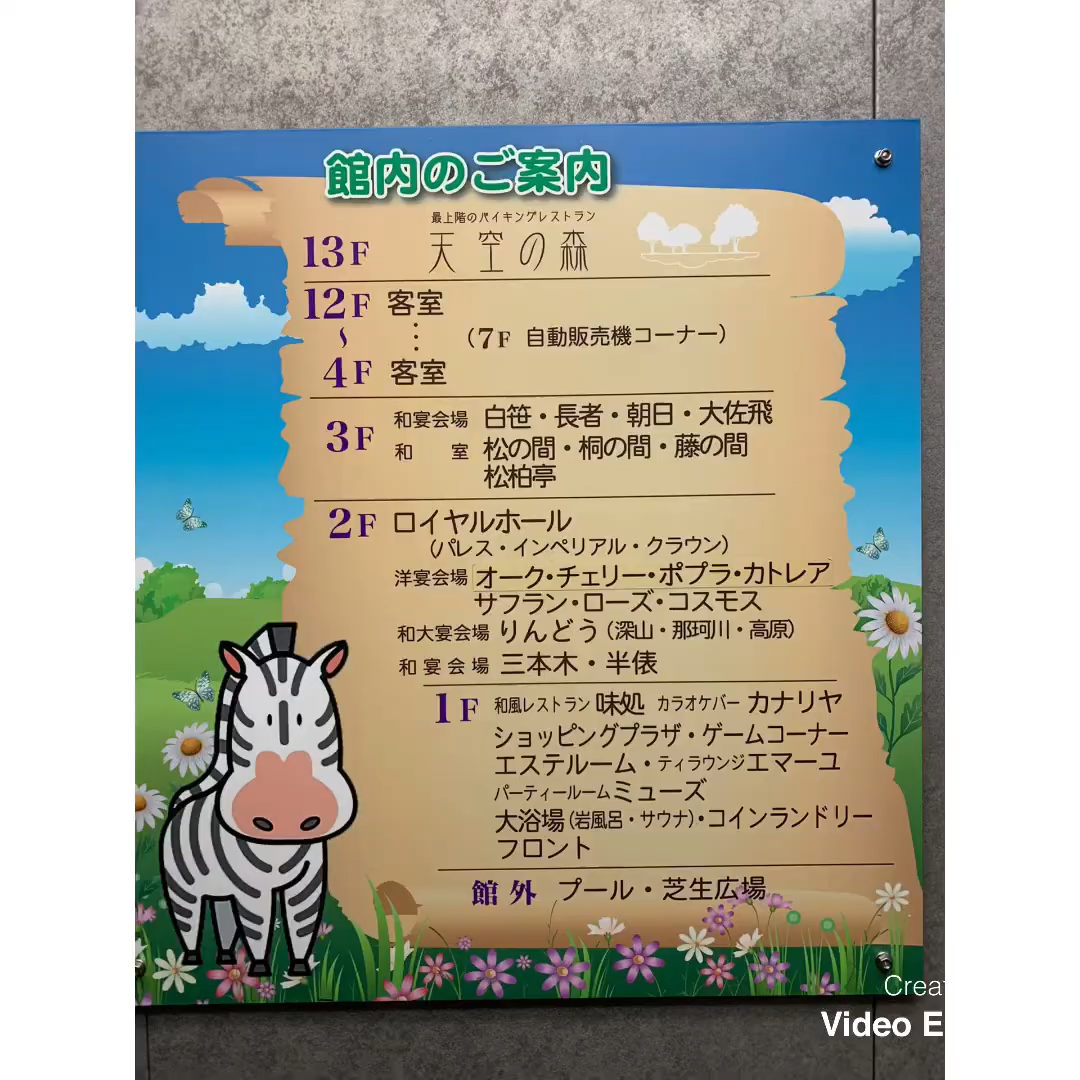 館内のご案内
最上階のバイキングレストラン
13F 天空の森
12F 客室
〜 ⋮ (7F 自動販売機コーナー)
4F 客室
3F 和宴会場 白笹・長者・朝日・大佐飛
和室 松の間・桐の間・藤の間
松柏亭
2F ロイヤルホール
(パレス・インペリアル・クラウン)
洋宴会場 オーク・チェリー・ポプラ・カトレア
サフラン・ローズ・コスモス
和大宴会場 りんどう(深山・那珂川・高原)
和宴会場 三本木・半俵
1F 和風レストラン 味処 カラオケバー カナリヤ
ショッピングプラザ・ゲームコーナー
エステルーム・ティラウンジエマーユ
パーティールームミューズ
大浴場(岩風呂・サウナ)・コインランドリー
フロント
館外 プール・芝生広場
Creat
Video E